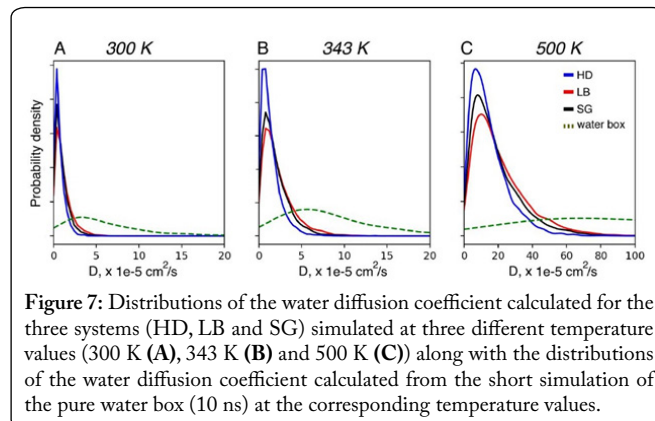 A 300 K
B 343 K
C 500 K
Probability density
HD
LB
SG
water box
0 5 10 15 20
0 5 10 15 20
0 20 40 60 80 100
D, x 1e-5 cm²/s
D, x 1e-5 cm²/s
D, x 1e-5 cm²/s
Figure 7: Distributions of the water diffusion coefficient calculated for the
three systems (HD, LB and SG) simulated at three different temperature
values (300 K (A), 343 K (B) and 500 K (C)) along with the distributions
of the water diffusion coefficient calculated from the short simulation of
the pure water box (10 ns) at the corresponding temperature values.